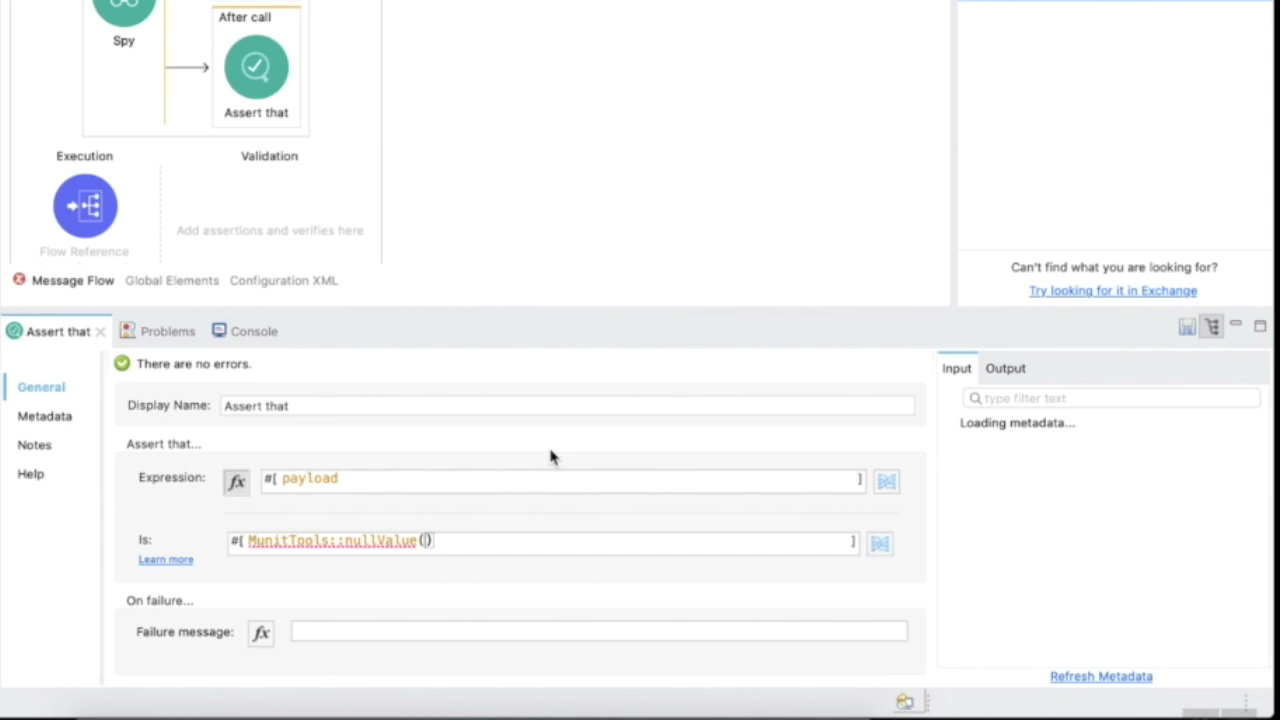 After call
Spy
Assert that
Execution
Validation
Add assertions and verifies here
Flow Reference
Message Flow
Global Elements
Configuration XML
Can't find what you are looking for?
Try looking for it in Exchange
Assert that
Problems
Console
There are no errors.
General
Metadata
Notes
Help
Display Name: Assert that
Assert that...
Expression: fx #[ payload ]
Is: #[ MunitTools::nullValue() ]
Learn more
On failure...
Failure message: fx
Input
Output
type filter text
Loading metadata...
Refresh Metadata